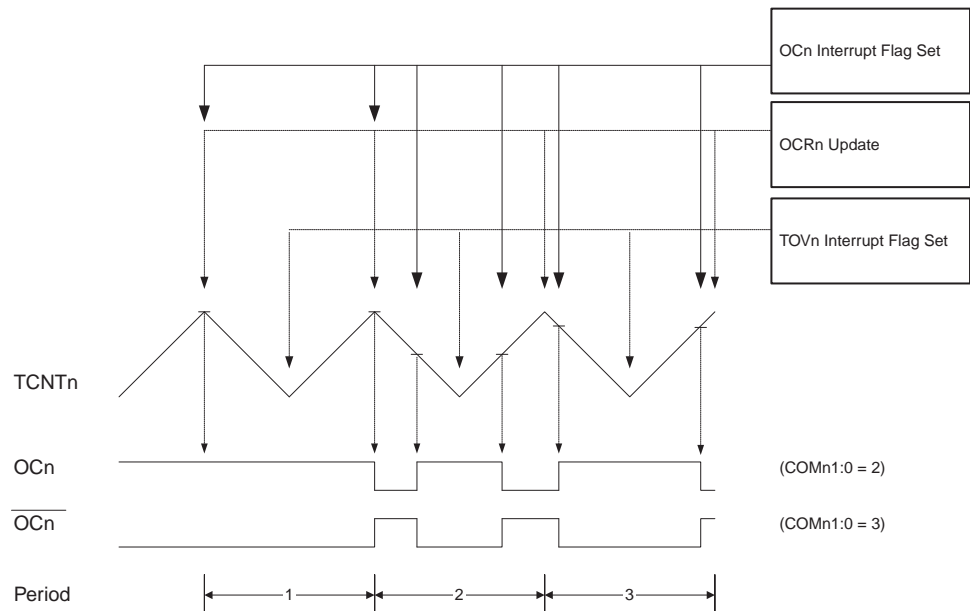 OCn Interrupt Flag Set
OCRn Update
TOVn Interrupt Flag Set
TCNTn
OCn
(COMn1:0 = 2)
OCn
(COMn1:0 = 3)
Period
1
2
3